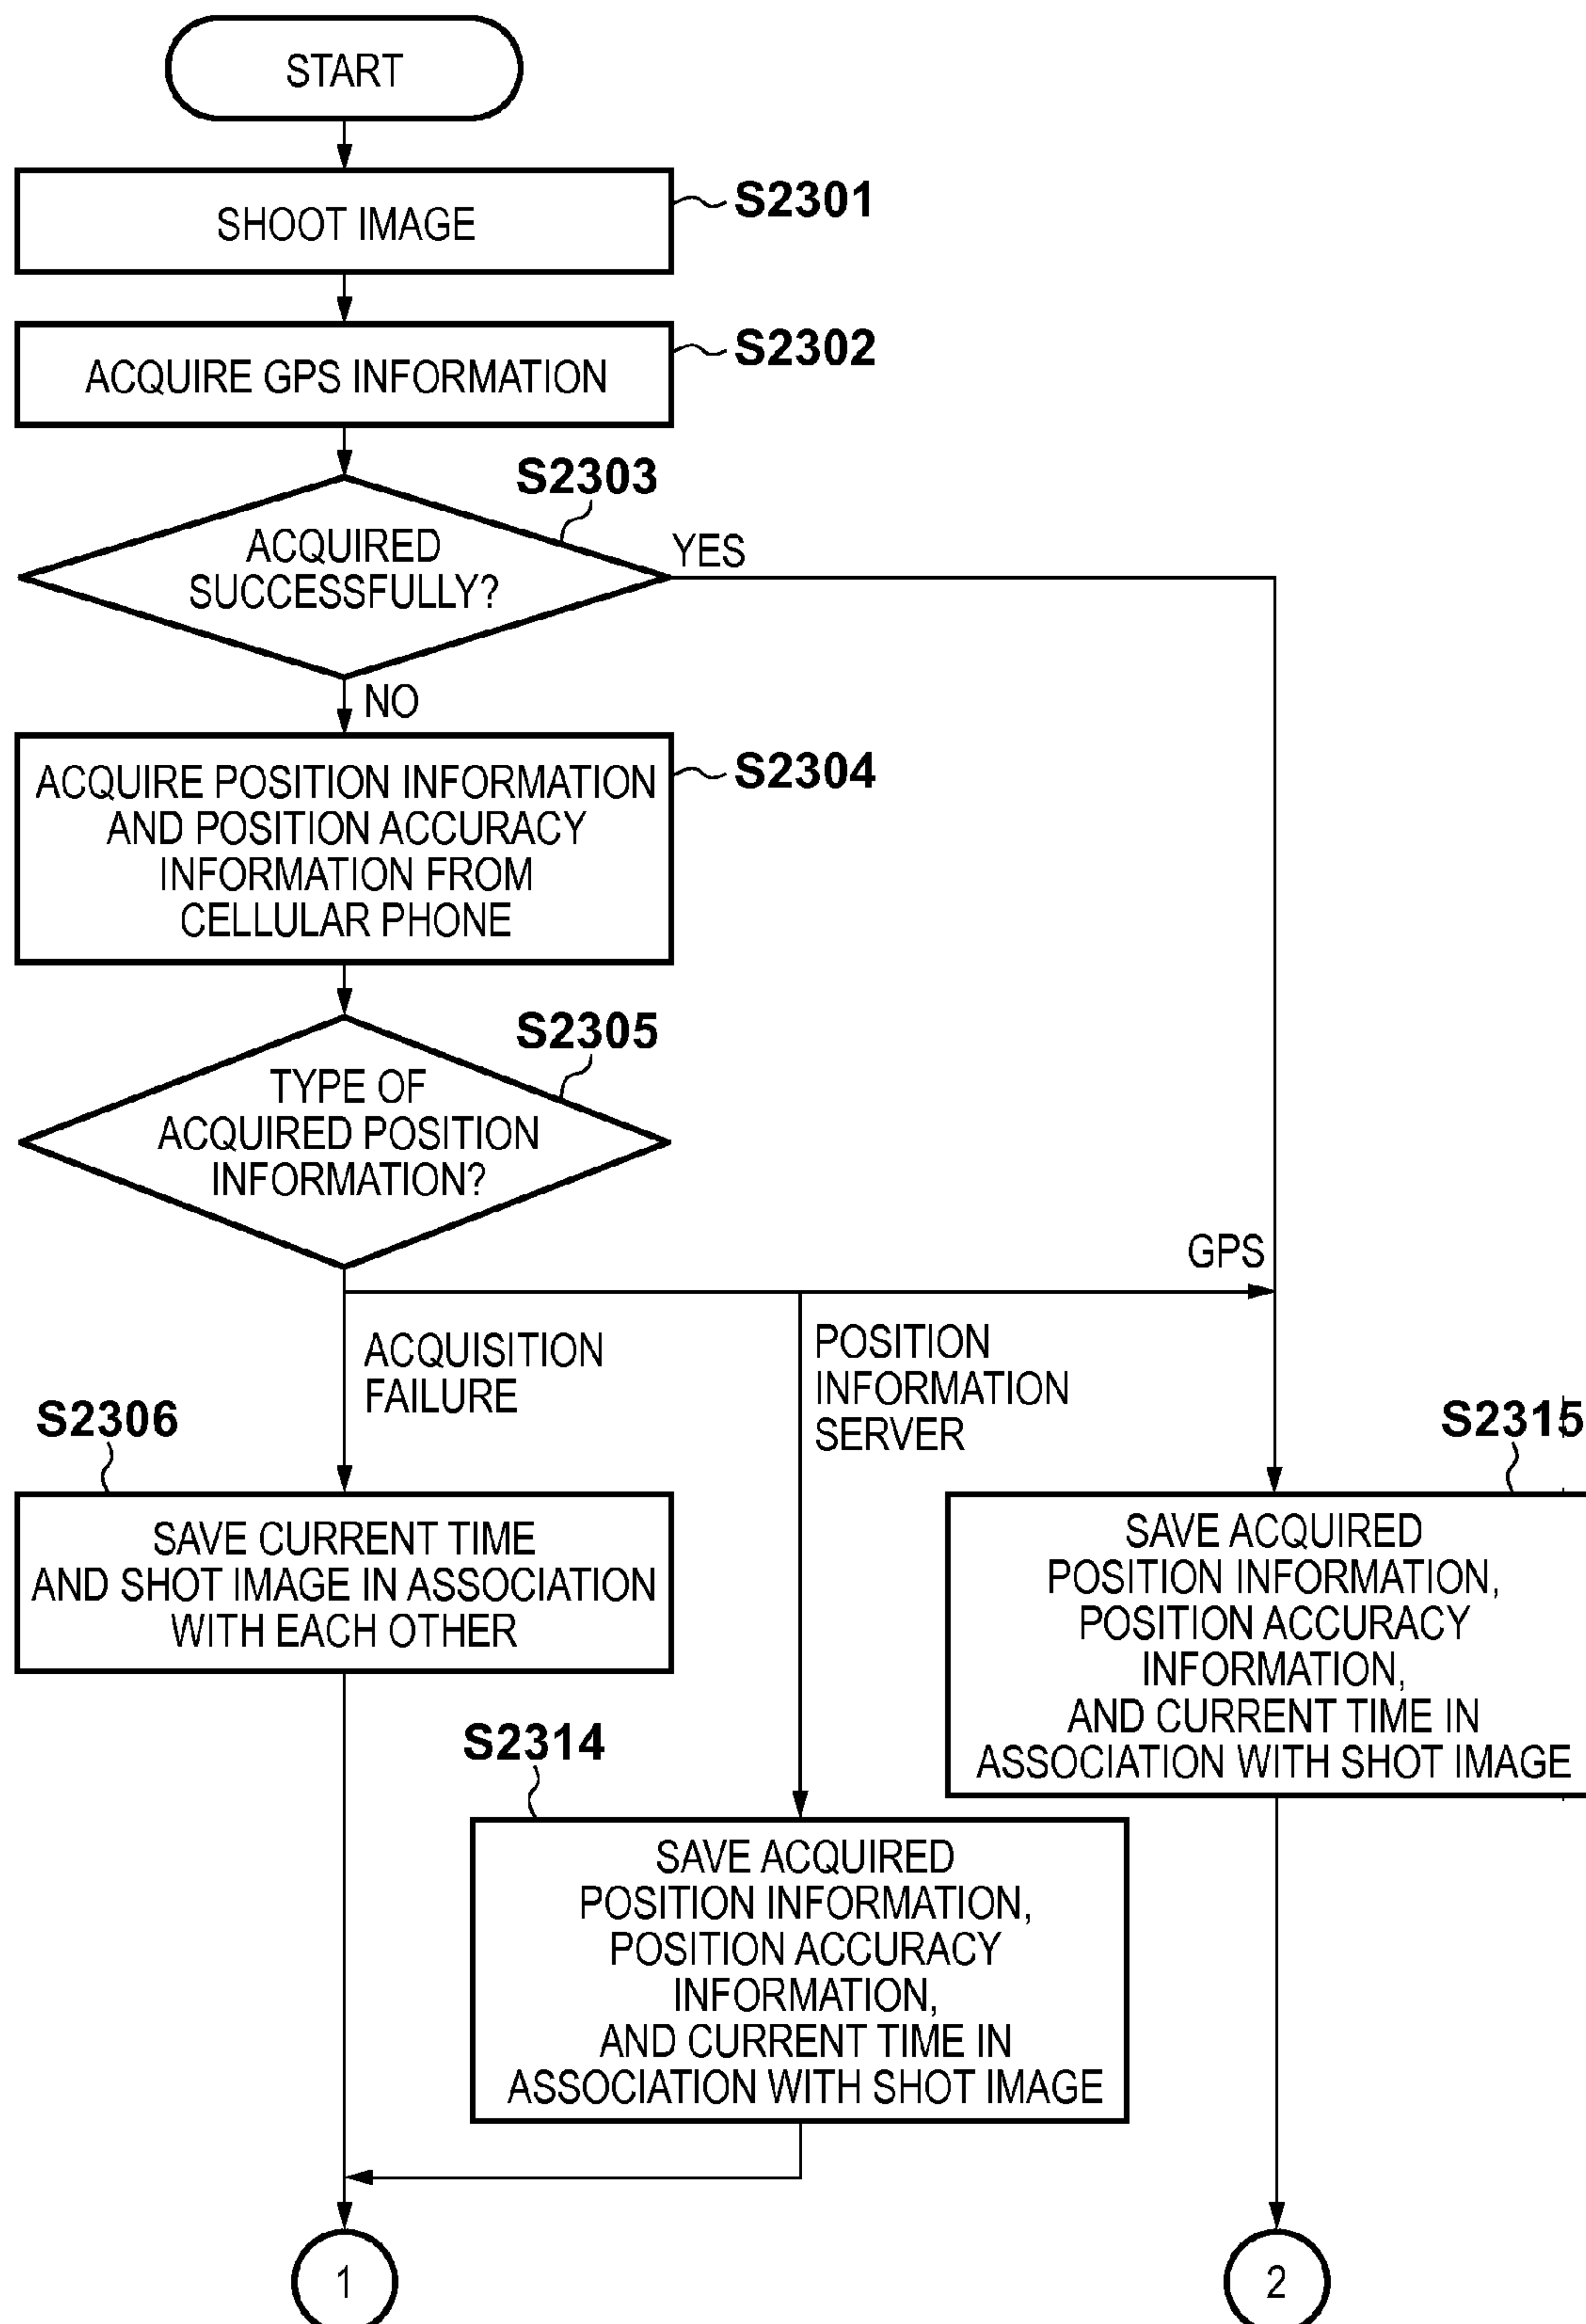 START
SHOOT IMAGE
S2301
ACQUIRE GPS INFORMATION
S2302
S2303
ACQUIRED
SUCCESSFULLY?
YES
NO
ACQUIRE POSITION INFORMATION
AND POSITION ACCURACY
INFORMATION FROM
CELLULAR PHONE
S2304
S2305
TYPE OF
ACQUIRED POSITION
INFORMATION?
GPS
ACQUISITION
FAILURE
POSITION
INFORMATION
SERVER
S2306
SAVE CURRENT TIME
AND SHOT IMAGE IN ASSOCIATION
WITH EACH OTHER
S2315
SAVE ACQUIRED
POSITION INFORMATION,
POSITION ACCURACY
INFORMATION,
AND CURRENT TIME IN
ASSOCIATION WITH SHOT IMAGE
S2314
SAVE ACQUIRED
POSITION INFORMATION,
POSITION ACCURACY
INFORMATION,
AND CURRENT TIME IN
ASSOCIATION WITH SHOT IMAGE
1
2